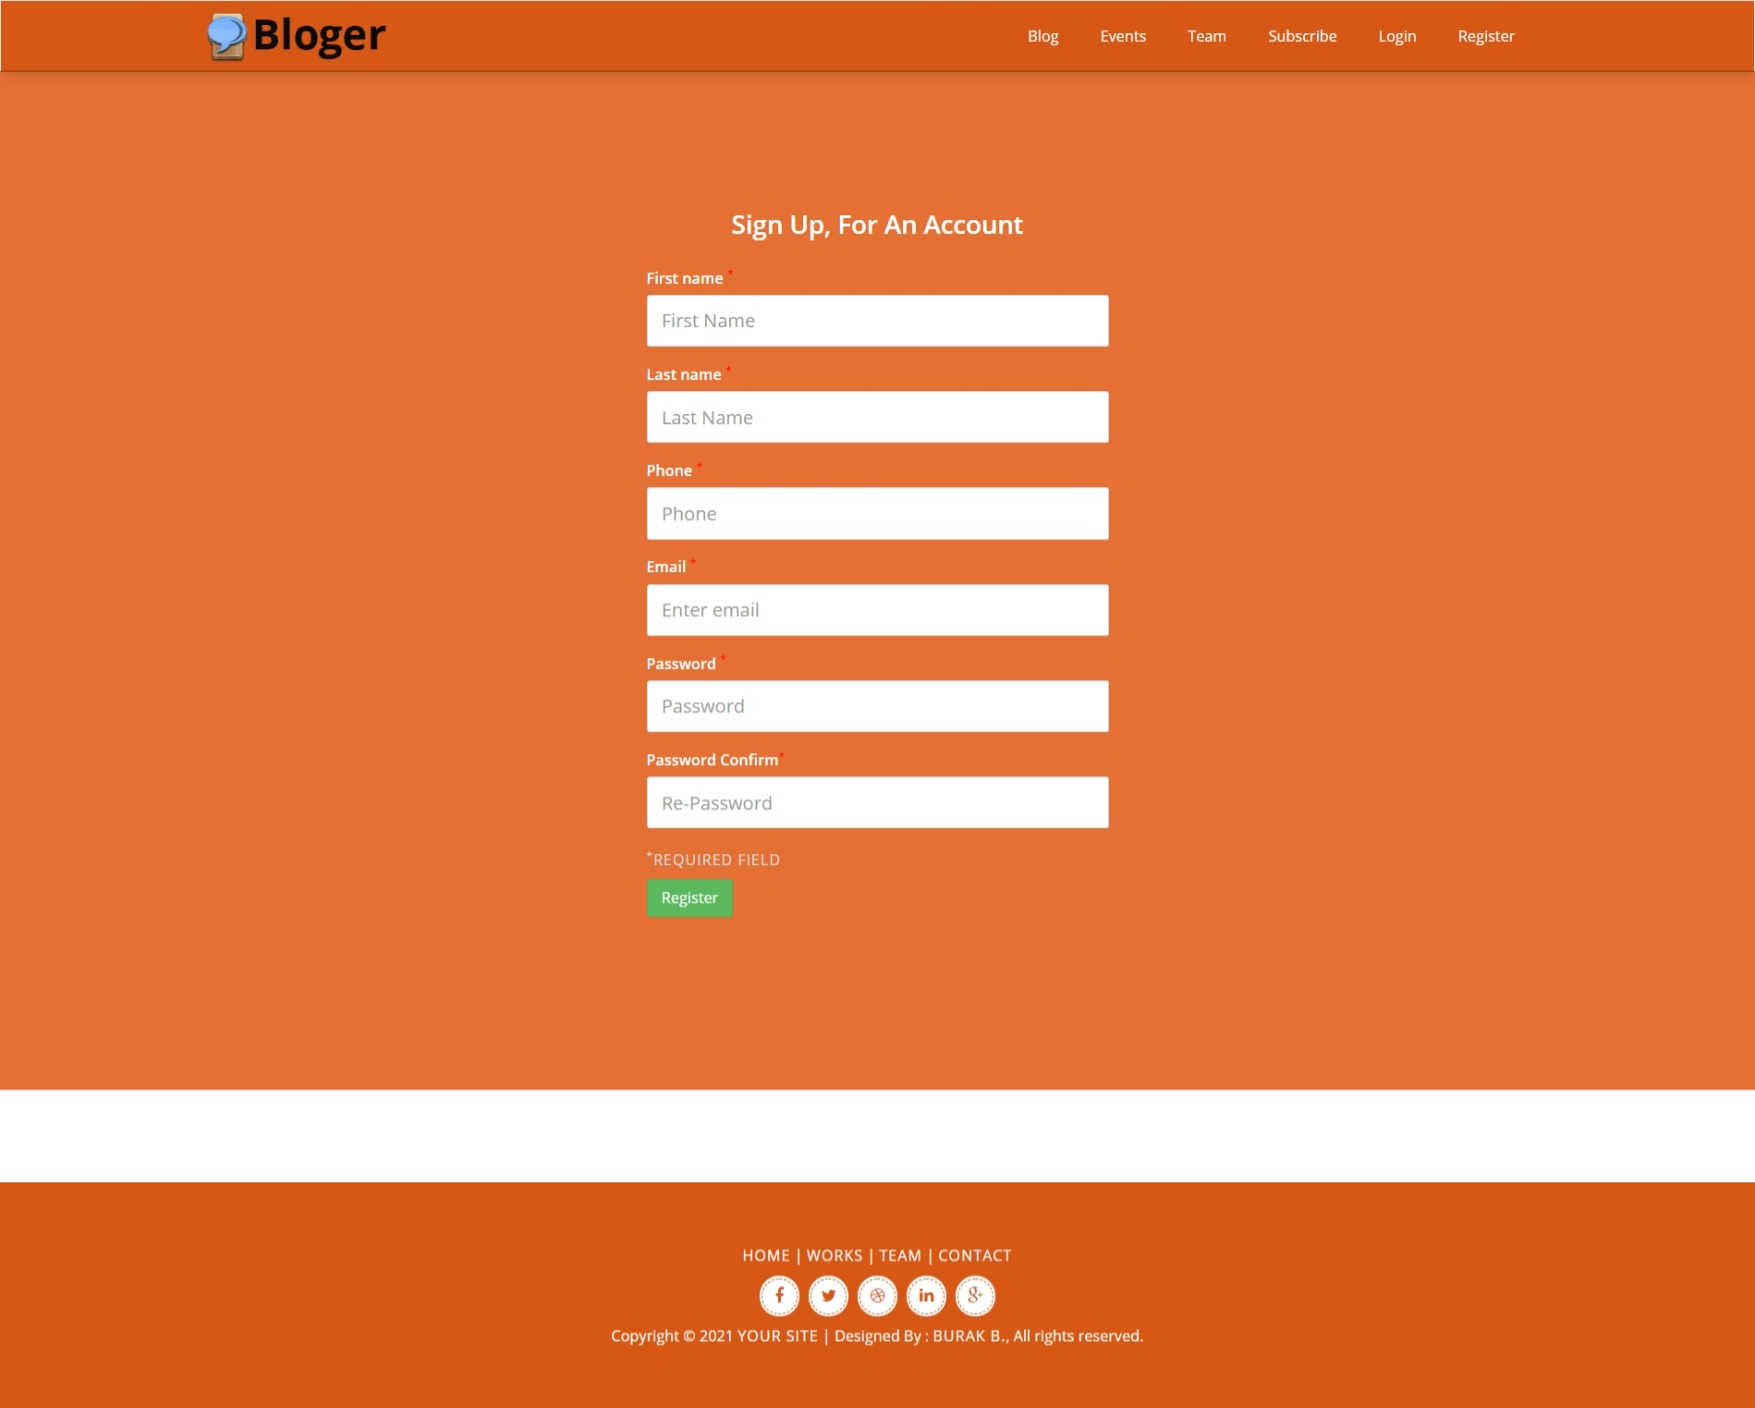 Bloger
Blog Events Team Subscribe Login Register
Sign Up, For An Account
First name *
First Name
Last name *
Last Name
Phone *
Phone
Email *
Enter email
Password *
Password
Password Confirm*
Re-Password
*REQUIRED FIELD
Register
HOME | WORKS | TEAM | CONTACT
Copyright © 2021 YOUR SITE | Designed By : BURAK B., All rights reserved.